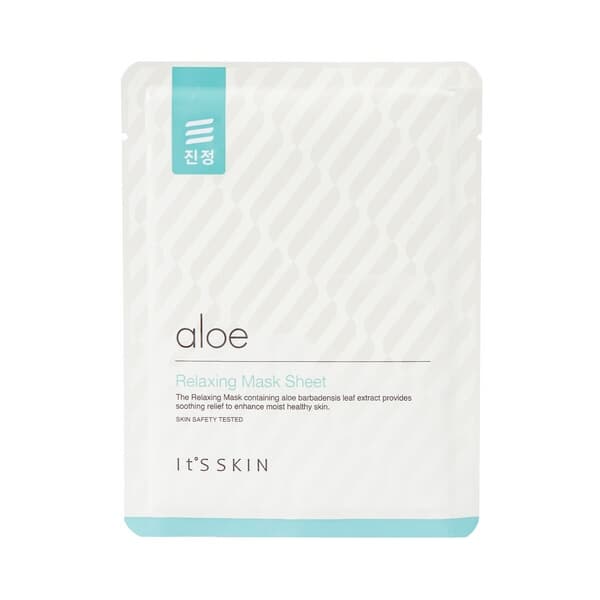 진정
aloe
Relaxing Mask Sheet
The Relaxing Mask containing aloe barbadensis leaf extract provides
soothing relief to enhance moist healthy skin.
SKIN SAFETY TESTED
It'S SKIN